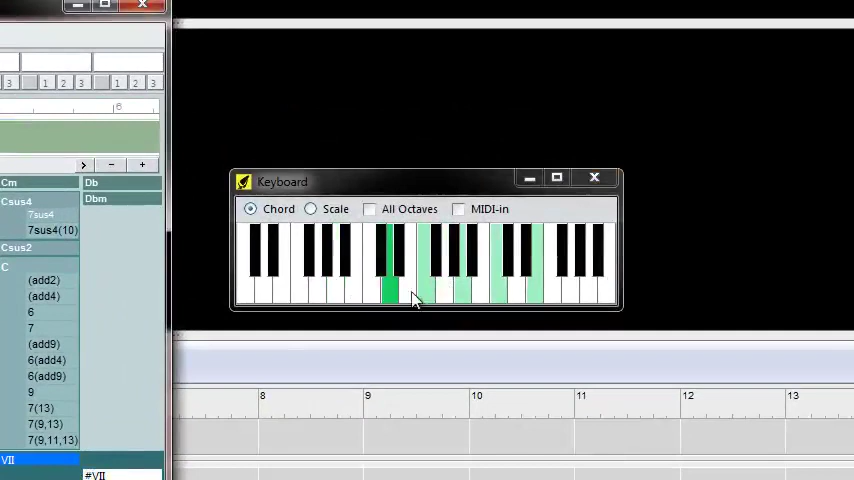 3 1 2 3 1 2 3
6
> − +
Cm Db
Dbm
Csus4
7sus4
7sus4(10)
Csus2
C
(add2)
(add4)
6
7
(add9)
6(add4)
6(add9)
9
7(13)
7(9,13)
7(9,11,13)
VII
#VII
Keyboard
Chord Scale All Octaves MIDI-in
8 9 10 11 12 13